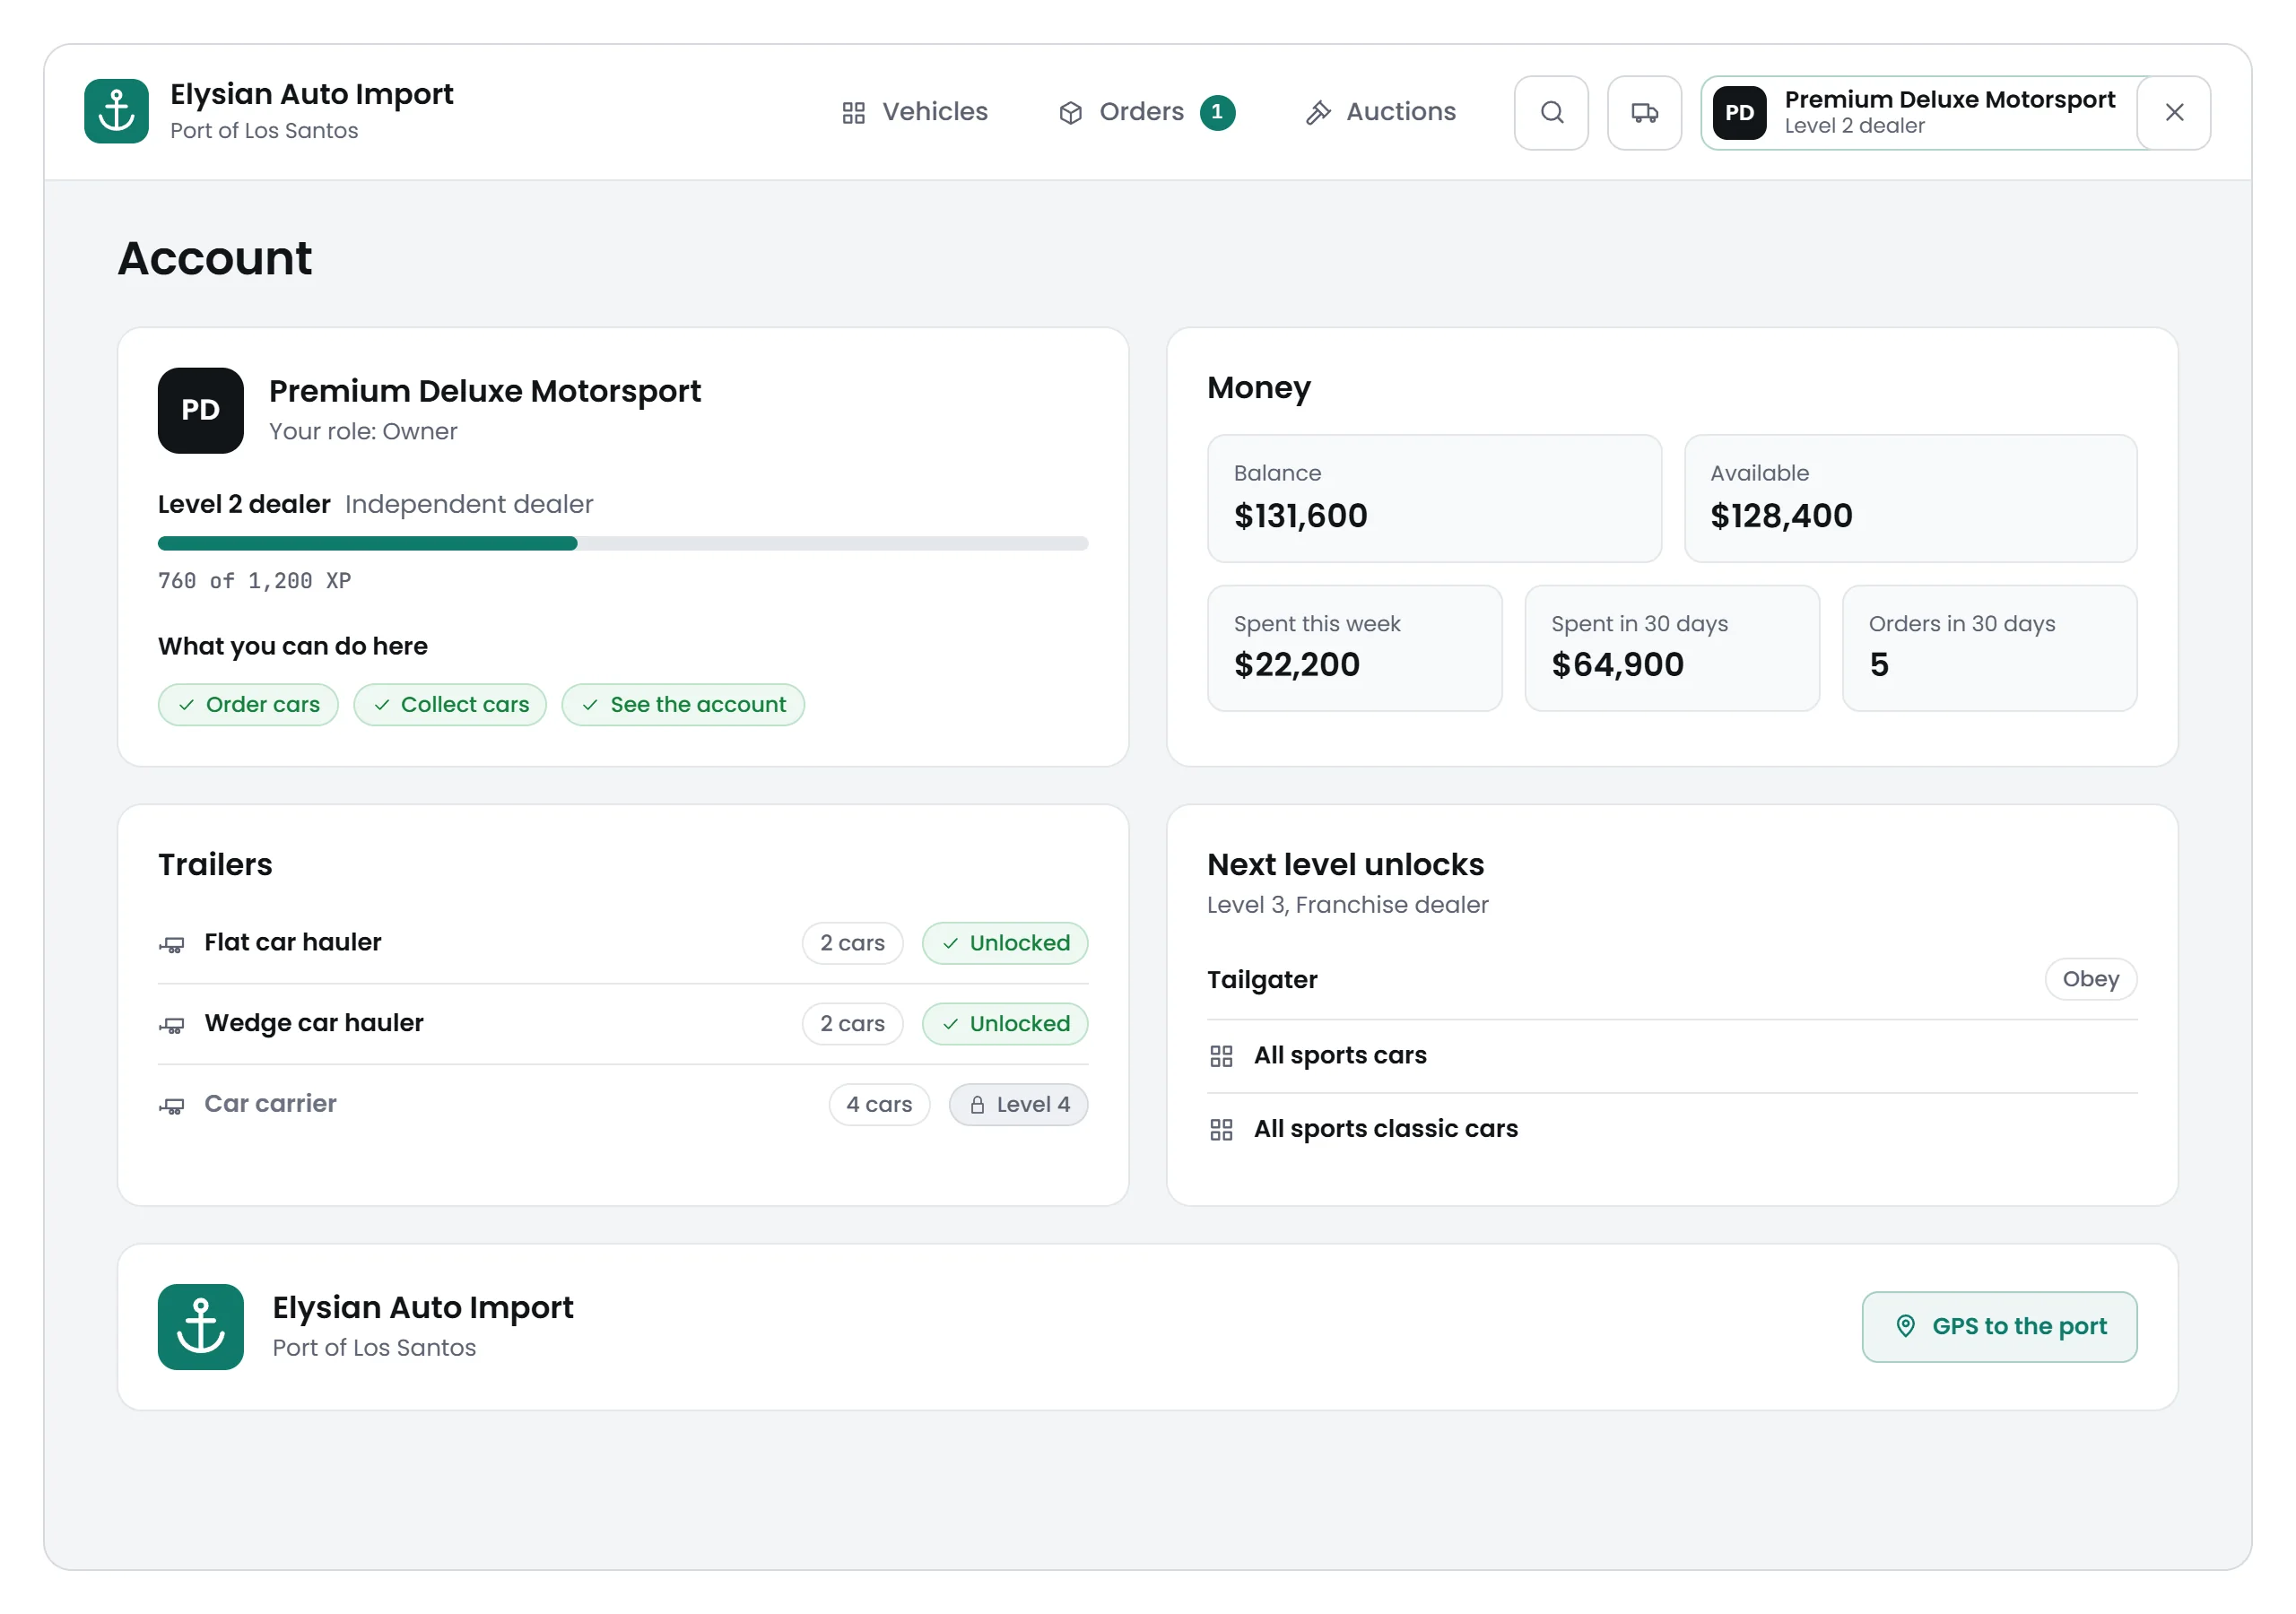 Elysian Auto Import
Port of Los Santos
Vehicles
Orders 1
Auctions
PD
Premium Deluxe Motorsport
Level 2 dealer
Account
PD
Premium Deluxe Motorsport
Your role: Owner
Level 2 dealer Independent dealer
760 of 1,200 XP
What you can do here
Order cars
Collect cars
See the account
Money
Balance
$131,600
Available
$128,400
Spent this week
$22,200
Spent in 30 days
$64,900
Orders in 30 days
5
Trailers
Flat car hauler 2 cars Unlocked
Wedge car hauler 2 cars Unlocked
Car carrier 4 cars Level 4
Next level unlocks
Level 3, Franchise dealer
Tailgater Obey
All sports cars
All sports classic cars
Elysian Auto Import
Port of Los Santos
GPS to the port